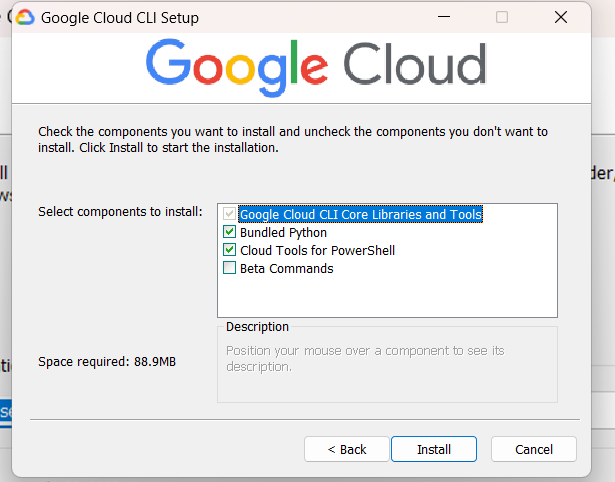 Google Cloud CLI Setup
Google Cloud
Check the components you want to install and uncheck the components you don't want to
install. Click Install to start the installation.
Select components to install:
Google Cloud CLI Core Libraries and Tools
Bundled Python
Cloud Tools for PowerShell
Beta Commands
Description
Position your mouse over a component to see its
description.
Space required: 88.9MB
< Back
Install
Cancel